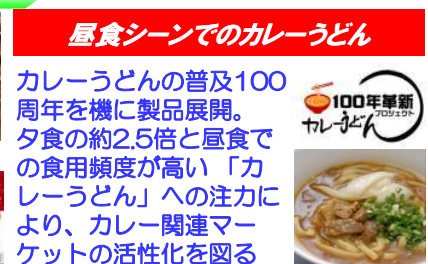 昼食シーンでのカレーうどん
カレーうどんの普及100
周年を機に製品展開。
夕食の約2.5倍と昼食で
の食用頻度が高い 「カ
レーうどん」への注力に
より、カレー関連マー
ケットの活性化を図る
100年革新
プロジェクト
カレーうどん